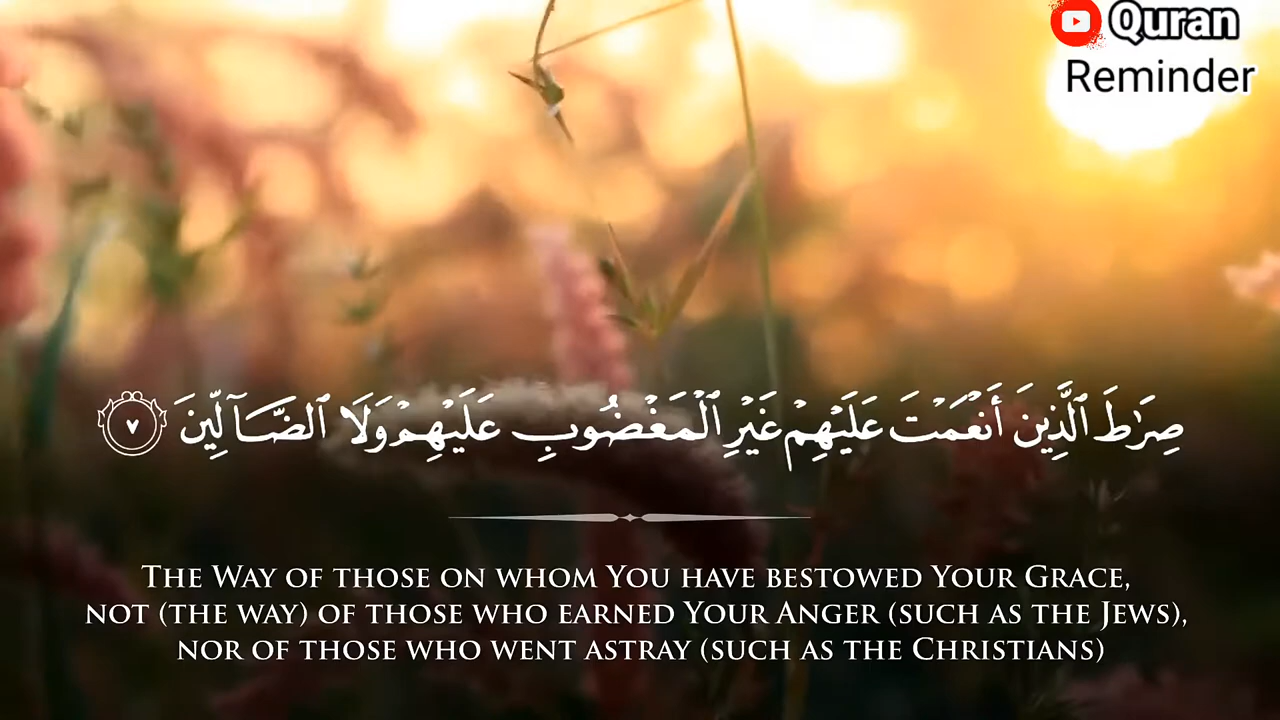 Quran
Reminder
صِرَٰطَ ٱلَّذِينَ أَنْعَمْتَ عَلَيْهِمْ غَيْرِ ٱلْمَغْضُوبِ عَلَيْهِمْ وَلَا ٱلضَّآلِّينَ ٧
The Way of those on whom You have bestowed Your Grace,
not (the way) of those who earned Your Anger (such as the Jews),
nor of those who went astray (such as the Christians)